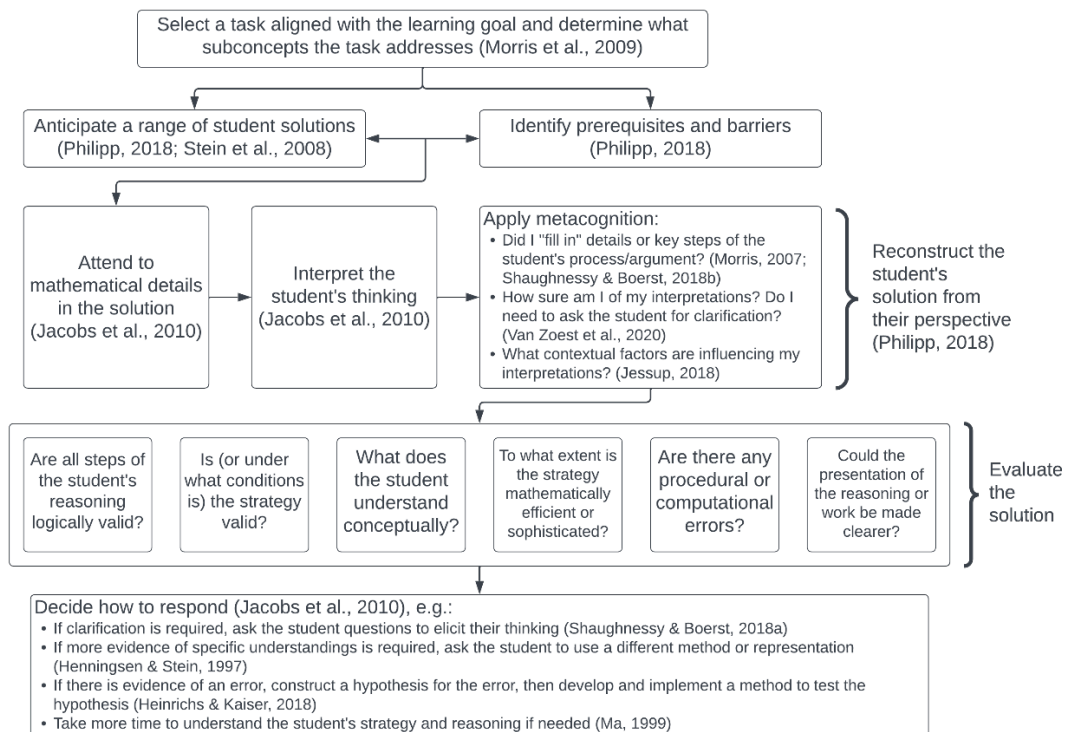 Select a task aligned with the learning goal and determine what
subconcepts the task addresses (Morris et al., 2009)
Anticipate a range of student solutions
(Philipp, 2018; Stein et al., 2008)
Identify prerequisites and barriers
(Philipp, 2018)
Attend to
mathematical details
in the solution
(Jacobs et al., 2010)
Interpret the
student's thinking
(Jacobs et al., 2010)
Apply metacognition:
• Did I "fill in" details or key steps of the
student's process/argument? (Morris, 2007;
Shaughnessy & Boerst, 2018b)
• How sure am I of my interpretations? Do I
need to ask the student for clarification?
(Van Zoest et al., 2020)
• What contextual factors are influencing my
interpretations? (Jessup, 2018)
Reconstruct the
student's
solution from
their perspective
(Philipp, 2018)
Are all steps of
the student's
reasoning
logically valid?
Is (or under
what conditions
is) the strategy
valid?
What does
the student
understand
conceptually?
To what extent is
the strategy
mathematically
efficient or
sophisticated?
Are there any
procedural or
computational
errors?
Could the
presentation of
the reasoning or
work be made
clearer?
Evaluate
the
solution
Decide how to respond (Jacobs et al., 2010), e.g.:
• If clarification is required, ask the student questions to elicit their thinking (Shaughnessy & Boerst, 2018a)
• If more evidence of specific understandings is required, ask the student to use a different method or representation
(Henningsen & Stein, 1997)
• If there is evidence of an error, construct a hypothesis for the error, then develop and implement a method to test the
hypothesis (Heinrichs & Kaiser, 2018)
• Take more time to understand the student's strategy and reasoning if needed (Ma, 1999)